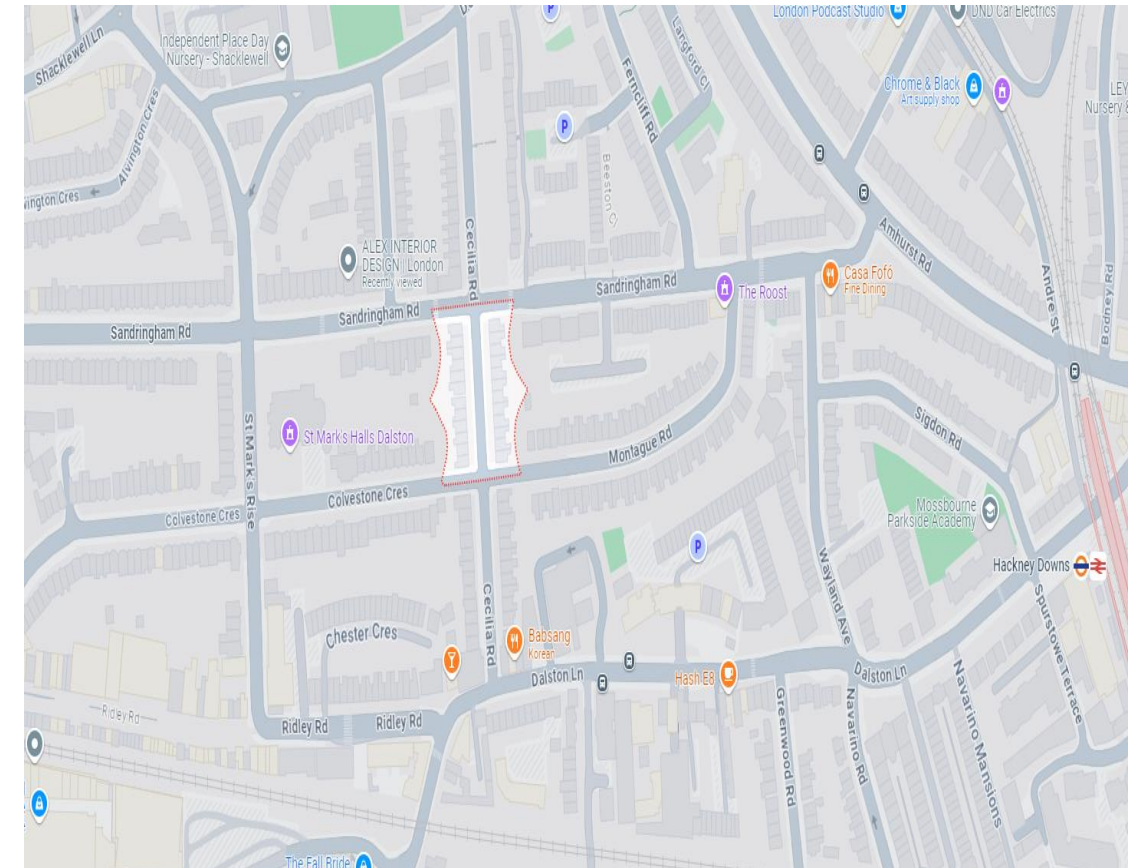 London Podcast Studio
DND Car Electrics
Shacklewell Ln
Independent Place Day
Nursery - Shacklewell
P
Langford Cl
Ferncliff Rd
Chrome & Black
Art supply shop
LEY
Nursery &
Alvington Cres
P
Beeston Cl
vington Cres
Cecilia Rd
ALEX INTERIOR
DESIGN | London
Recently viewed
Amhurst Rd
Andre St
Bodney Rd
Casa Fofó
Fine Dining
Sandringham Rd
The Roost
Sandringham Rd
Sandringham Rd
St Mark's Rise
St Mark's Halls Dalston
Montague Rd
Sigdon Rd
Colvestone Cres
Colvestone Cres
Mossbourne
Parkside Academy
P
Hackney Downs
Wayland Ave
Cecilia Rd
Spurstowe Terrace
Chester Cres
Babsang
Korean
Dalston Ln
Hash E8
Dalston Ln
Navarino Mansions
Greenwood Rd
Navarino Rd
Ridley Rd
Ridley Rd
Ridley Rd
The Fall Bride